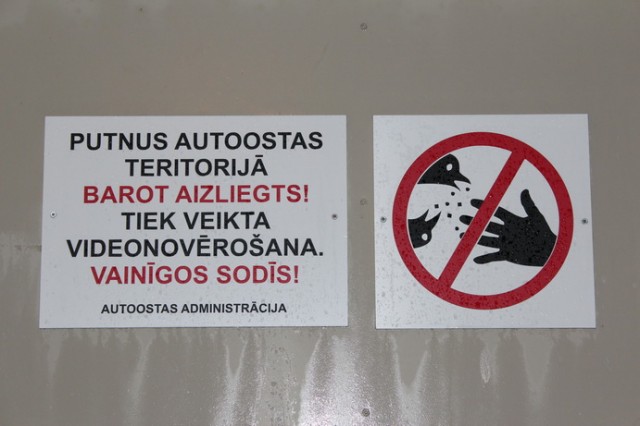 PUTNUS AUTOOSTAS
TERITORIJĀ
BAROT AIZLIEGTS!
TIEK VEIKTA
VIDEONOVĒROŠANA.
VAINĪGOS SODĪS!
AUTOOSTAS ADMINISTRĀCIJA